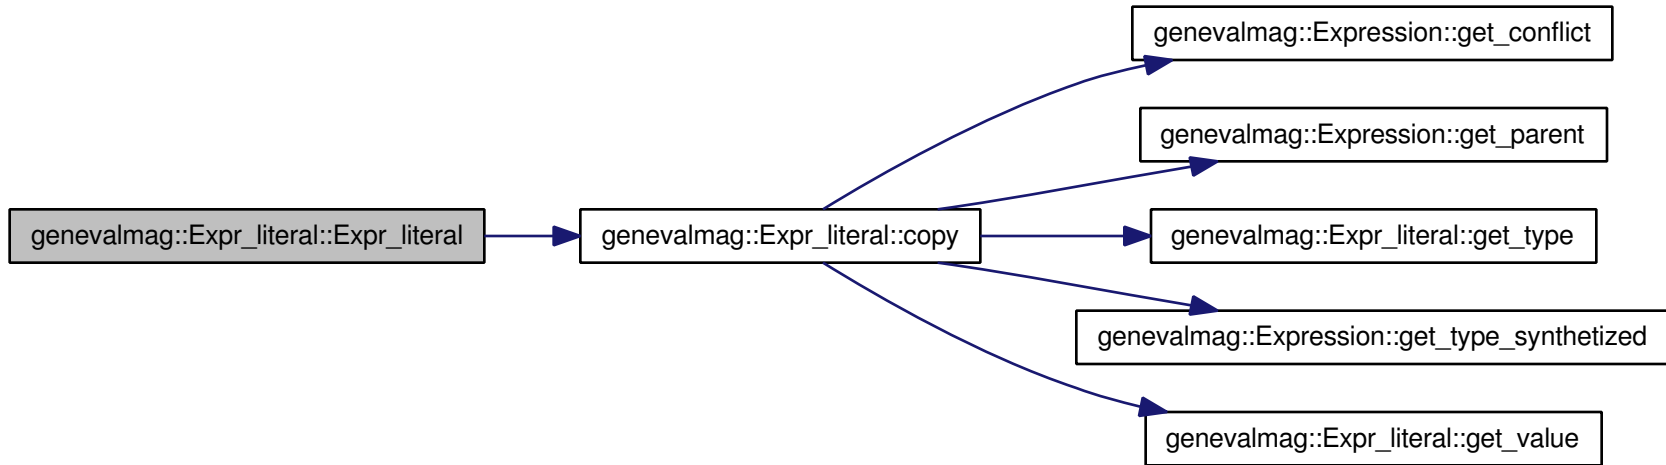 genevalmag::Expression::get_conflict
genevalmag::Expression::get_parent
genevalmag::Expr_literal::Expr_literal
genevalmag::Expr_literal::copy
genevalmag::Expr_literal::get_type
genevalmag::Expression::get_type_synthetized
genevalmag::Expr_literal::get_value